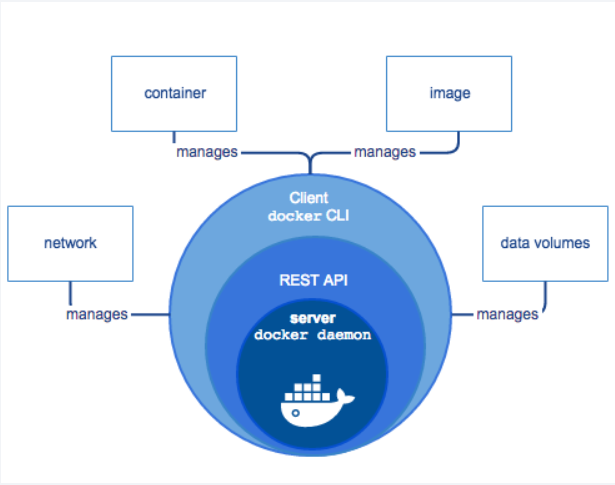 container
image
manages
manages
Client
docker CLI
network
data volumes
REST API
manages
server
manages
docker daemon